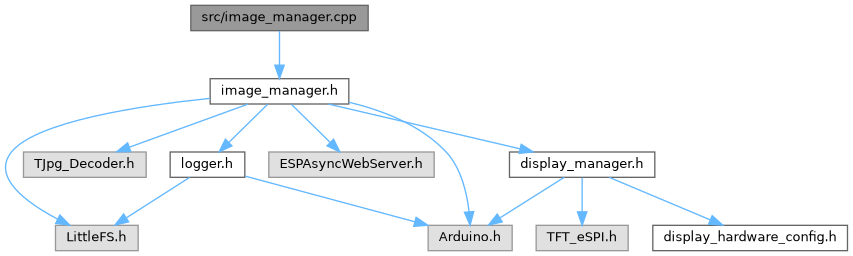 src/image_manager.cpp
image_manager.h
TJpg_Decoder.h
logger.h
ESPAsyncWebServer.h
display_manager.h
LittleFS.h
Arduino.h
TFT_eSPI.h
display_hardware_config.h